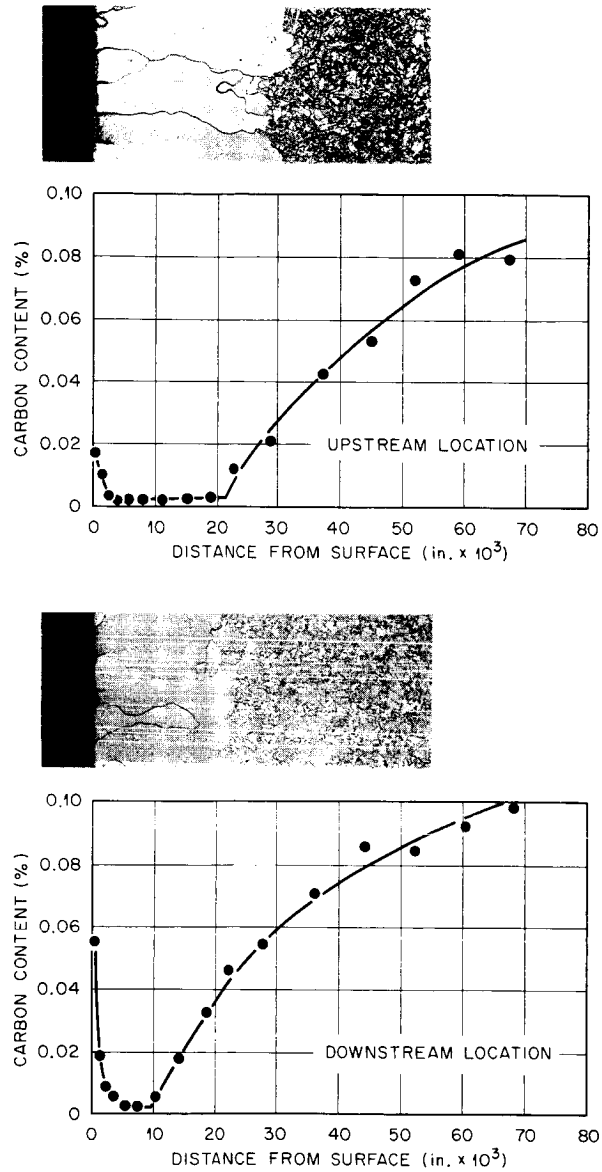 0.10
0.08
0.06
0.04
0.02
0
CARBON CONTENT (%)
UPSTREAM LOCATION
0 10 20 30 40 50 60 70 80
DISTANCE FROM SURFACE (in. × 10³)
0.10
0.08
0.06
0.04
0.02
0
CARBON CONTENT (%)
DOWNSTREAM LOCATION
0 10 20 30 40 50 60 70 80
DISTANCE FROM SURFACE (in. × 10³)